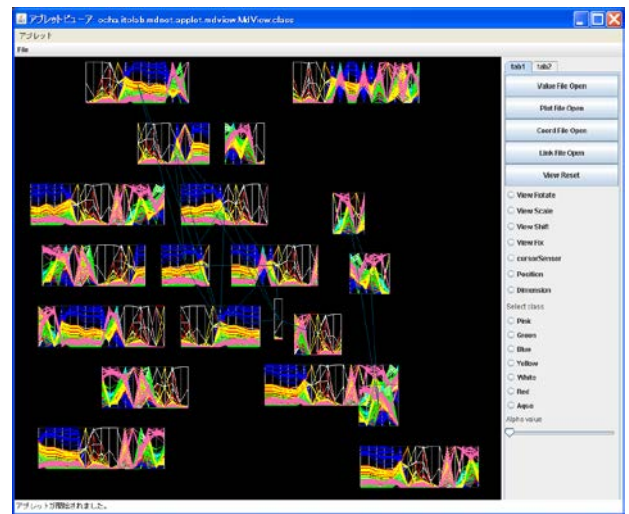 アプレットビューア: ocha.itolab.mdnet.applet.mdview.MdView.class
アプレット
File
tab1 tab2
Value File Open
Plot File Open
Coord File Open
Link File Open
View Reset
View Rotate
View Scale
View Shift
View Fix
cursorSensor
Position
Dimension
Select class
Pink
Green
Blue
Yellow
White
Red
Aqua
Alpha value
アプレットが開始されました。